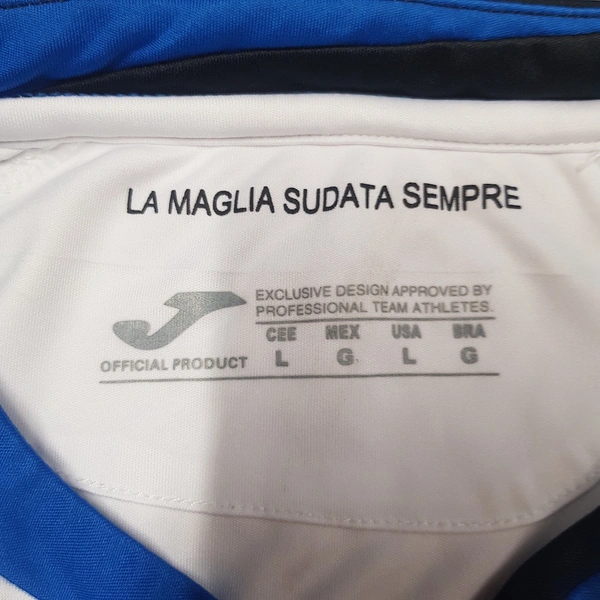 LA MAGLIA SUDATA SEMPRE
EXCLUSIVE DESIGN APPROVED BY
PROFESSIONAL TEAM ATHLETES.
OFFICIAL PRODUCT
CEE MEX USA BRA
L G L G